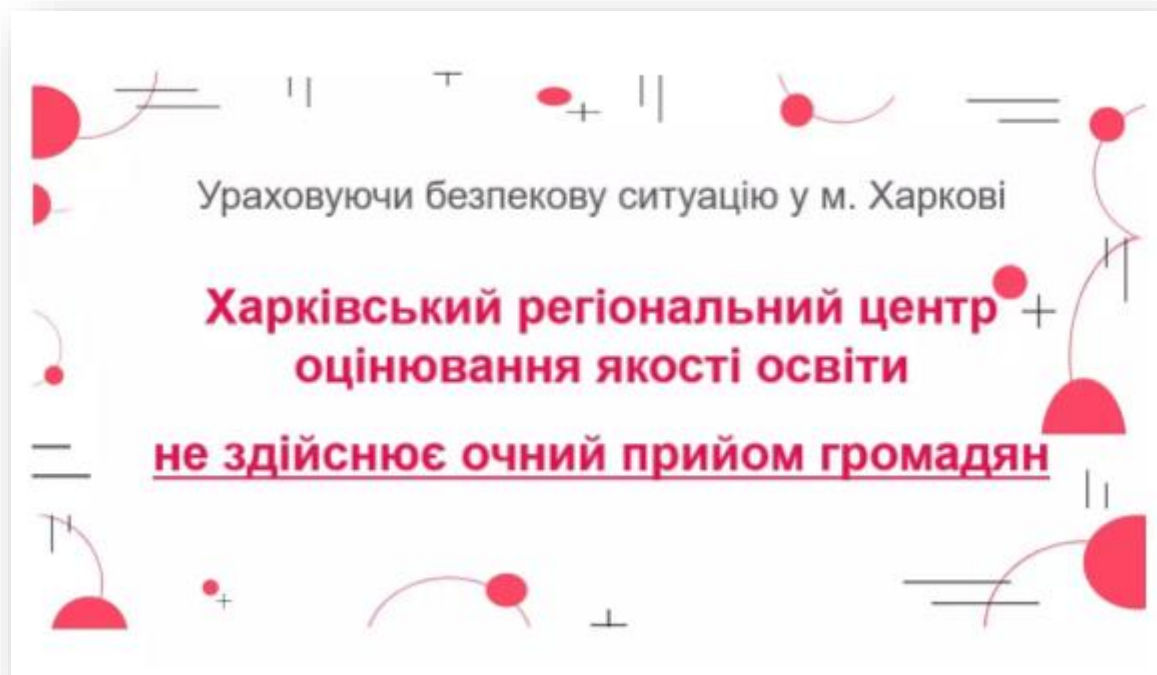 Ураховуючи безпекову ситуацію у м. Харкові
Харківський регіональний центр
оцінювання якості освіти
не здійснює очний прийом громадян